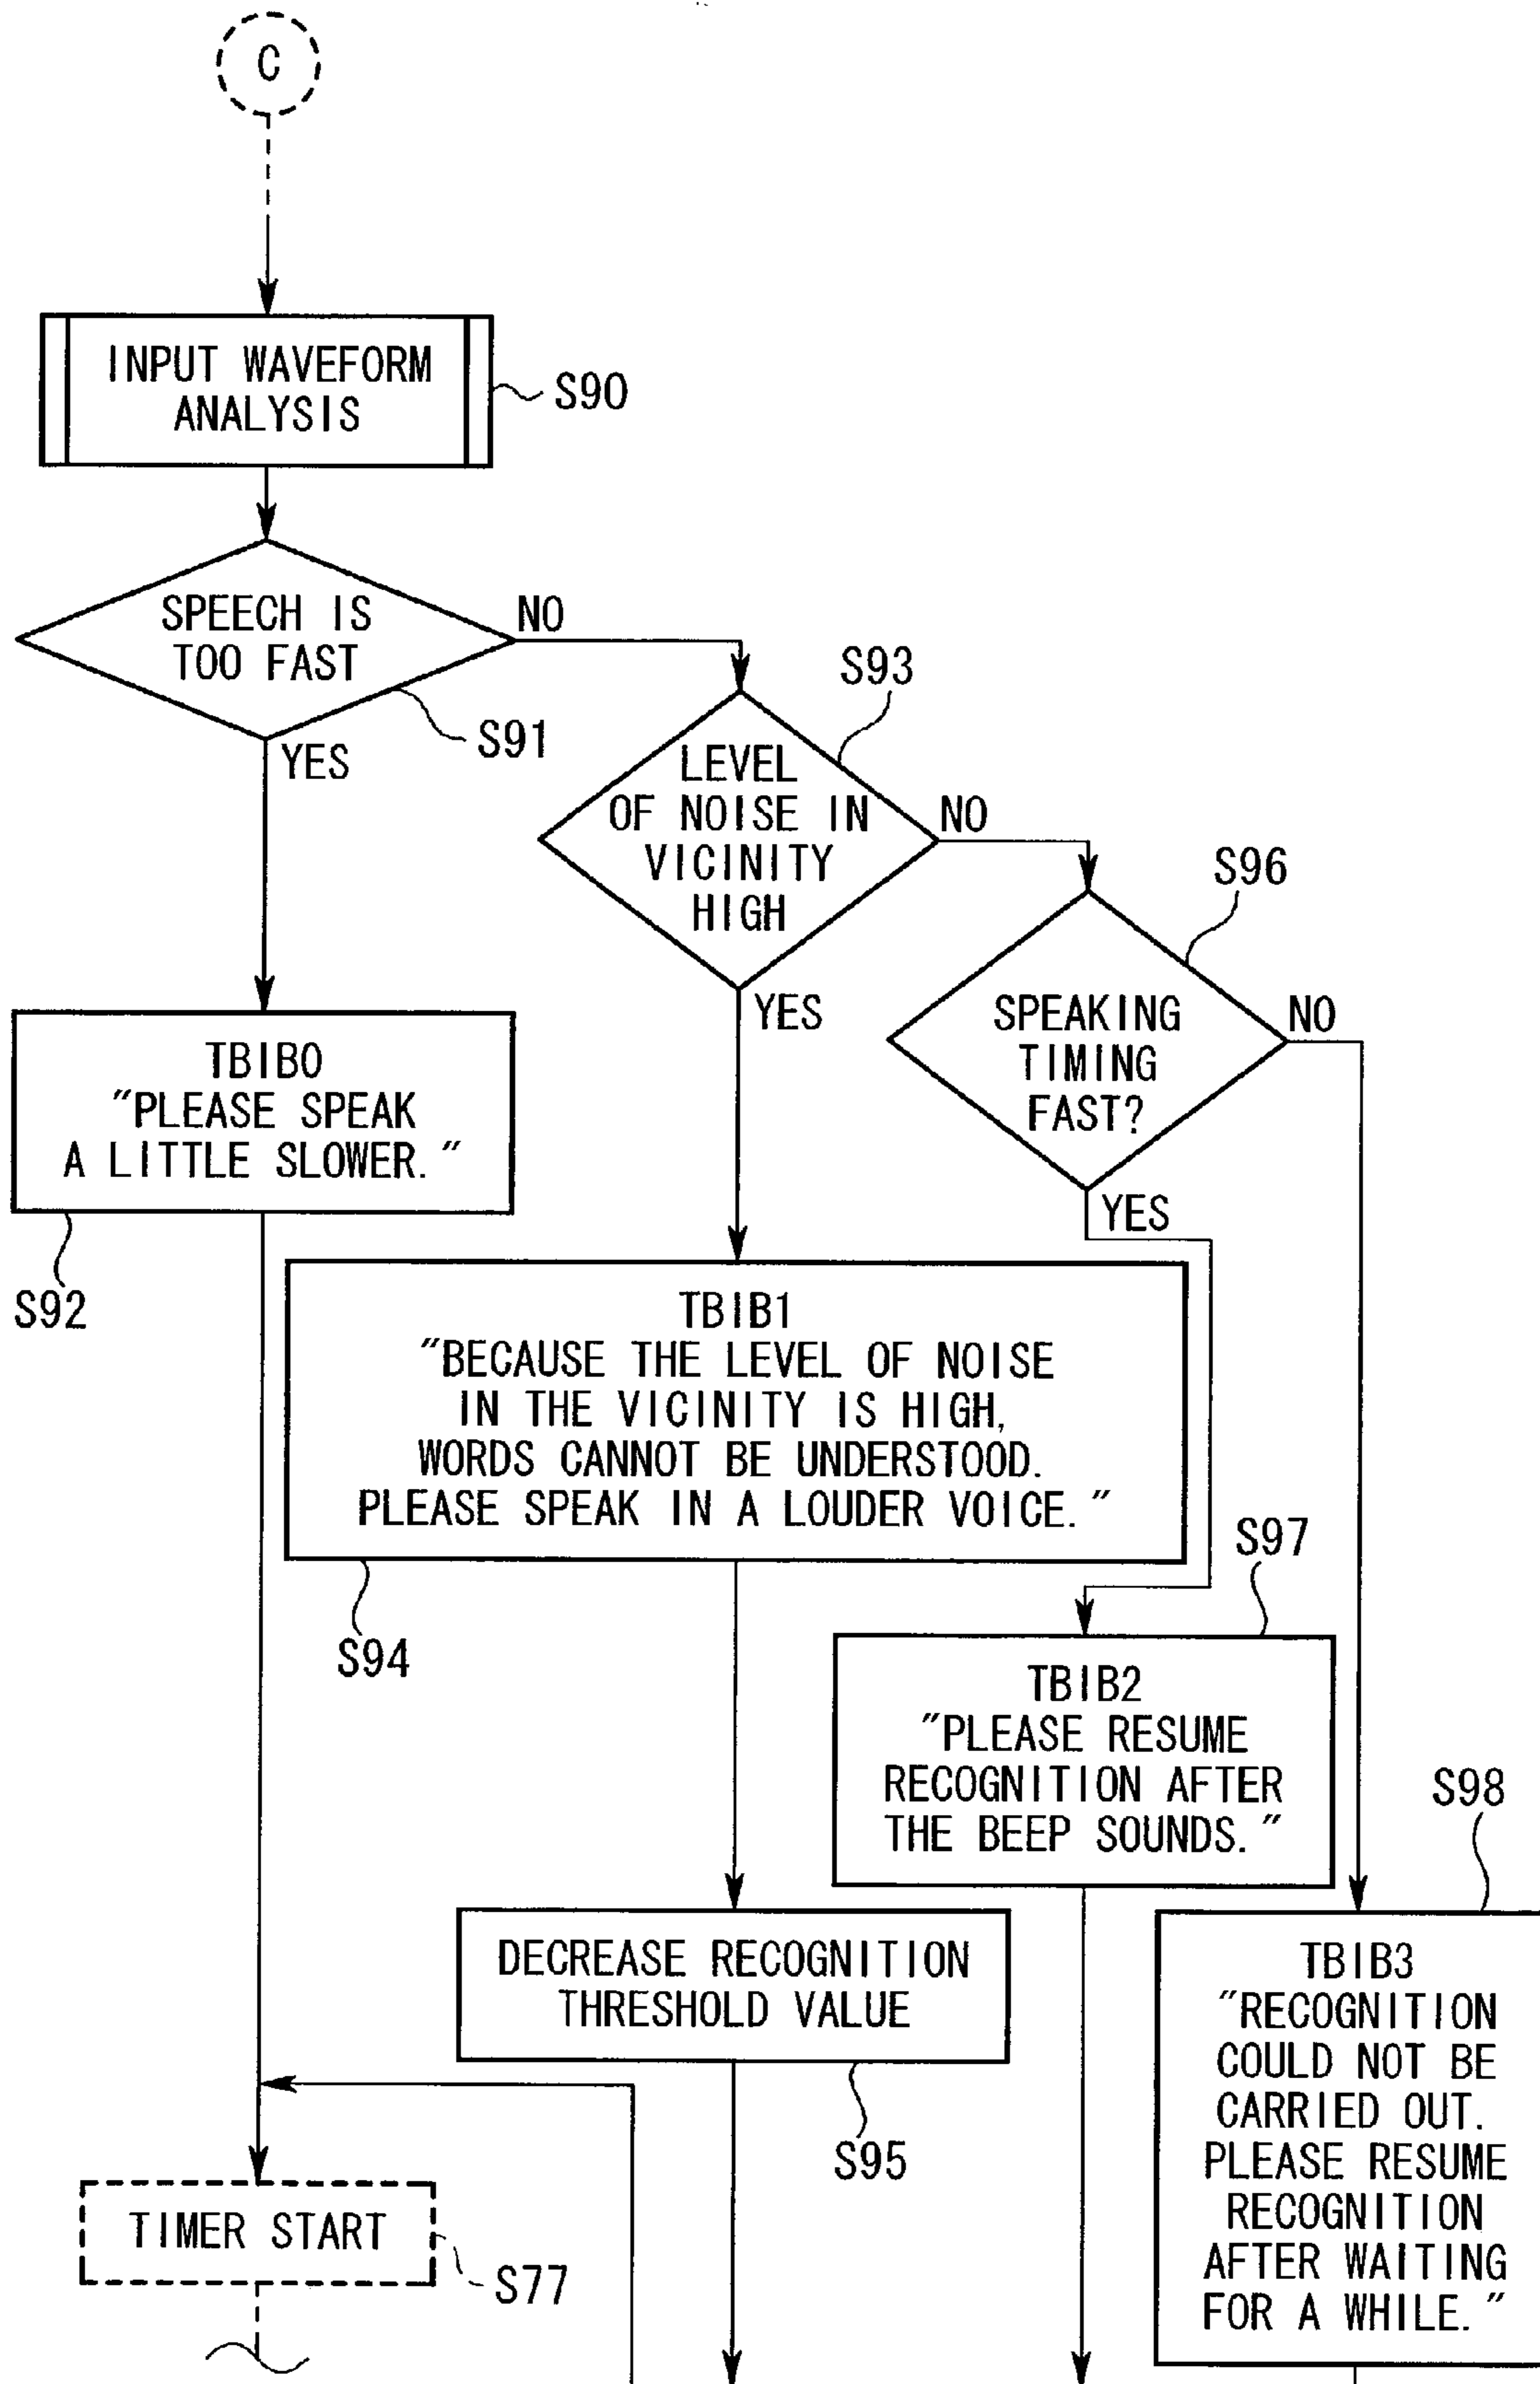 C
INPUT WAVEFORM
ANALYSIS
S90
SPEECH IS
TOO FAST
NO
S91
YES
S93
LEVEL
OF NOISE IN
VICINITY
HIGH
NO
YES
S96
SPEAKING
TIMING
FAST?
NO
YES
TBIB0
"PLEASE SPEAK
A LITTLE SLOWER."
S92
TBIB1
"BECAUSE THE LEVEL OF NOISE
IN THE VICINITY IS HIGH,
WORDS CANNOT BE UNDERSTOOD.
PLEASE SPEAK IN A LOUDER VOICE."
S94
S97
TBIB2
"PLEASE RESUME
RECOGNITION AFTER
THE BEEP SOUNDS."
S98
DECREASE RECOGNITION
THRESHOLD VALUE
S95
TBIB3
"RECOGNITION
COULD NOT BE
CARRIED OUT.
PLEASE RESUME
RECOGNITION
AFTER WAITING
FOR A WHILE."
TIMER START
S77